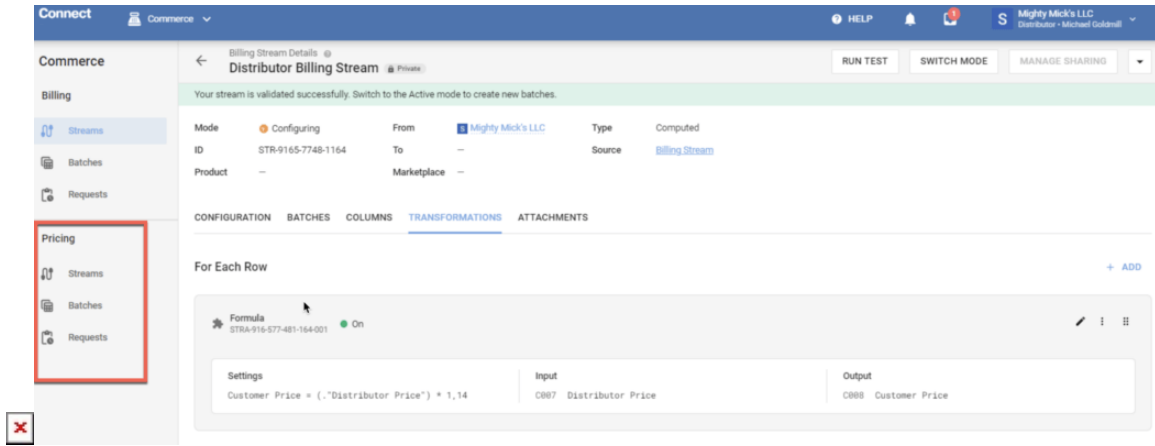 Connect
Commerce
HELP
1
S
Mighty Mick's LLC
Distributor - Michael Goldmill
Commerce
Billing
Streams
Batches
Requests
Pricing
Streams
Batches
Requests
Billing Stream Details
Distributor Billing Stream Private
RUN TEST
SWITCH MODE
MANAGE SHARING
Your stream is validated successfully. Switch to the Active mode to create new batches.
Mode Configuring From S Mighty Mick's LLC Type Computed
ID STR-9165-7748-1164 To — Source Billing Stream
Product — Marketplace —
CONFIGURATION BATCHES COLUMNS TRANSFORMATIONS ATTACHMENTS
For Each Row
+ ADD
Formula
STRA-916-577-481-164-001
On
Settings
Customer Price = (."Distributor Price") * 1,14
Input
C007 Distributor Price
Output
C008 Customer Price